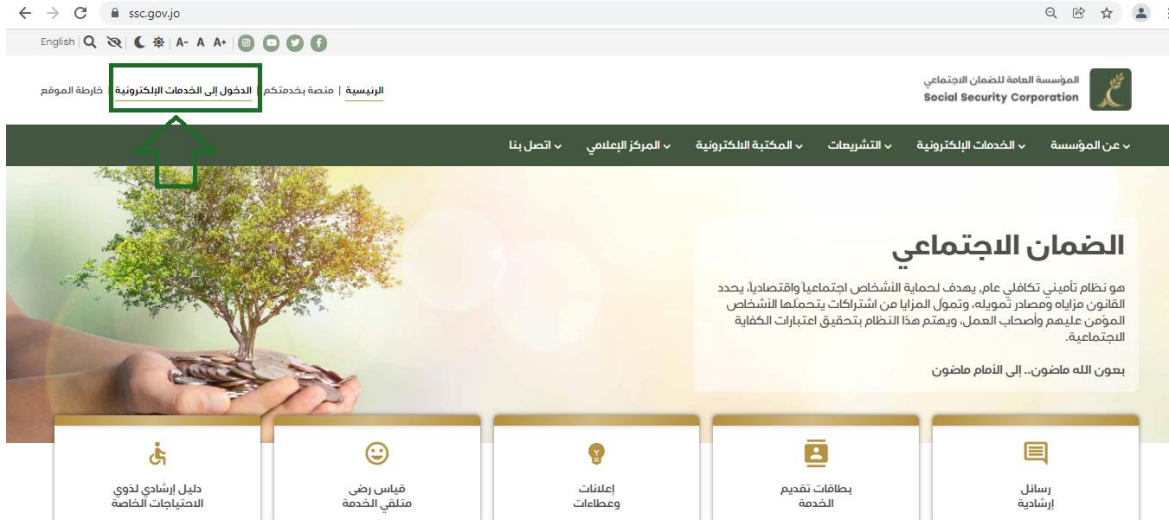 ssc.gov.jo
English
A- A A+
المؤسسة العامة للضمان الاجتماعي
Social Security Corporation
الرئيسية | منصة بخدمتكم | الدخول إلى الخدمات الإلكترونية | خارطة الموقع
عن المؤسسة
الخدمات الإلكترونية
التشريعات
المكتبة الالكترونية
المركز الإعلامي
اتصل بنا
الضمان الاجتماعي
هو نظام تأميني تكافلي عام، يهدف لحماية الأشخاص اجتماعياً واقتصادياً، يحدد
القانون مزاياه ومصادر تمويله، وتموّل المزايا من اشتراكات يتحملها الأشخاص
المؤمن عليهم وأصحاب العمل، ويهتم هذا النظام بتحقيق اعتبارات الكفاية
الاجتماعية.
بعون الله ماضون.. إلى الأمام ماضون
رسائل
إرشادية
بطاقات تقديم
الخدمة
إعلانات
وعطاءات
قياس رضى
متلقي الخدمة
دليل إرشادي لذوي
الاحتياجات الخاصة